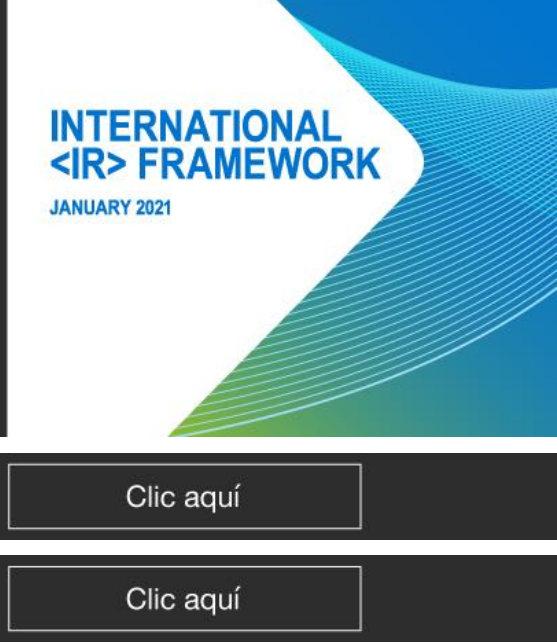 INTERNATIONAL
<IR> FRAMEWORK
JANUARY 2021
Clic aquí
Clic aquí